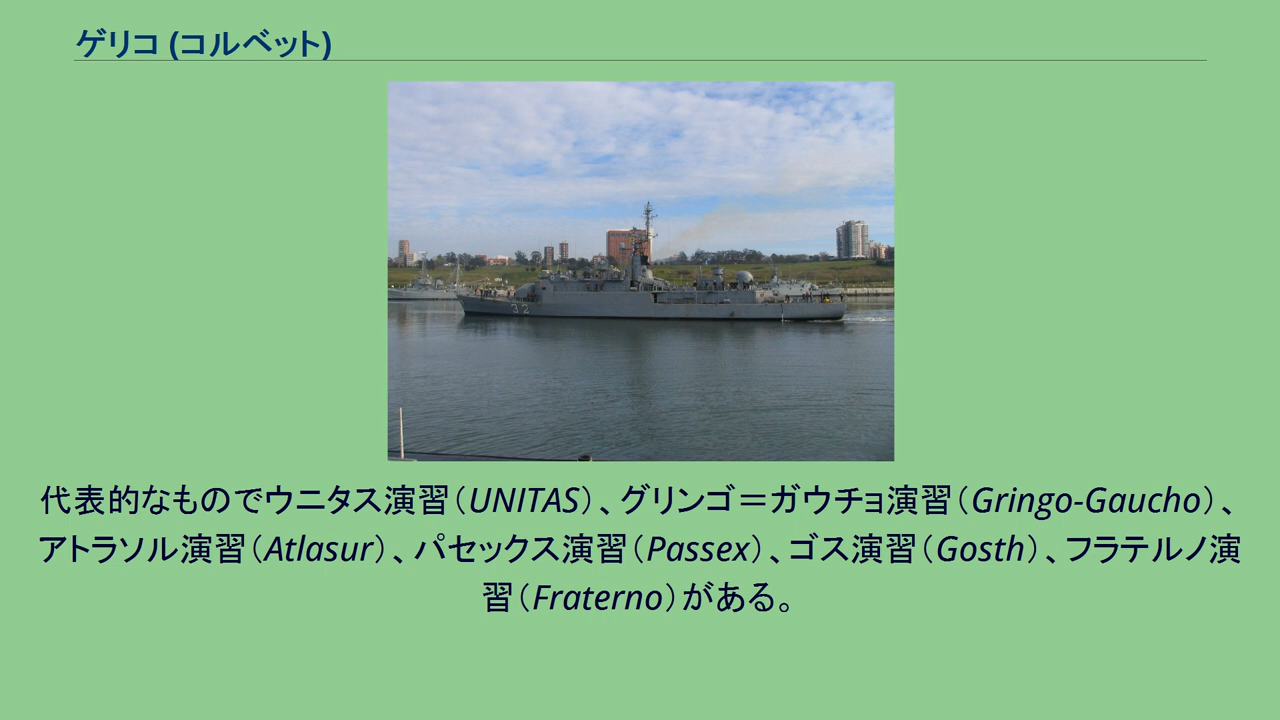 ゲリコ (コルベット)
32
代表的なものでウニタス演習（UNITAS）、グリンゴ＝ガウチョ演習（Gringo-Gaucho）、
アトラソル演習（Atlasur）、パセックス演習（Passex）、ゴス演習（Gosth）、フラテルノ演
習（Fraterno）がある。